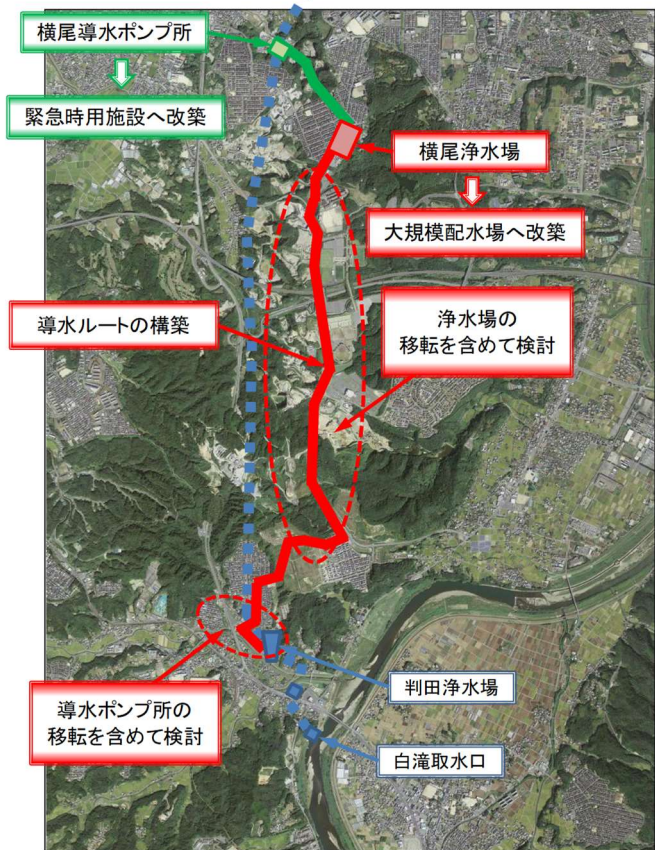 横尾導水ポンプ所
緊急時用施設へ改築
横尾浄水場
大規模配水場へ改築
導水ルートの構築
浄水場の
移転を含めて検討
導水ポンプ所の
移転を含めて検討
判田浄水場
白滝取水口